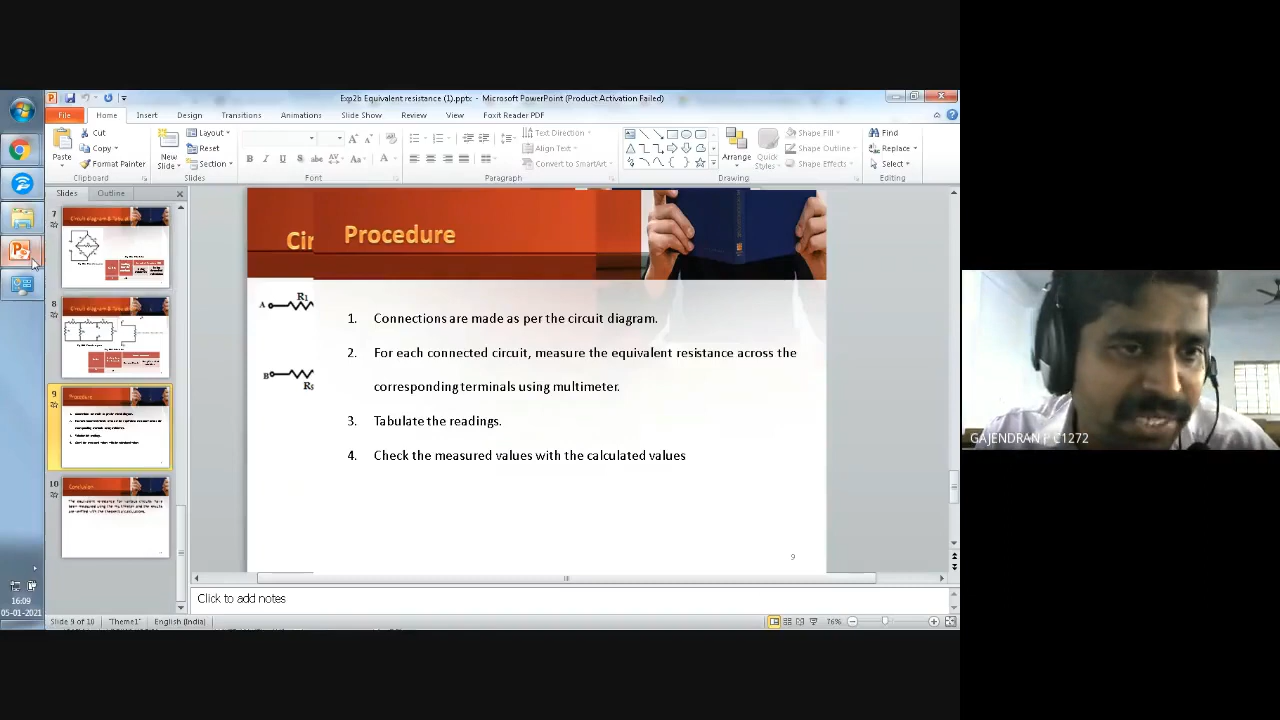 Exp2b Equivalent resistance (1).pptx - Microsoft PowerPoint (Product Activation Failed)
File Home Insert Design Transitions Animations Slide Show Review View Foxit Reader PDF
Paste Cut Copy Format Painter
Clipboard
New Slide Layout Reset Section
Slides
Font
Text Direction Align Text Convert to SmartArt
Paragraph
Arrange Quick Styles Shape Fill Shape Outline Shape Effects
Drawing
Find Replace Select
Editing
Slides Outline
7
8
9
Procedure
10
Conclusion
Cir
Procedure
A R1
B
1. Connections are made as per the circuit diagram.
2. For each connected circuit, measure the equivalent resistance across the
corresponding terminals using multimeter.
3. Tabulate the readings.
4. Check the measured values with the calculated values
9
GAJENDRAN
C1272
Click to add notes
16:09
05-01-2021
Slide 9 of 10 "Theme1" English (India) 76%